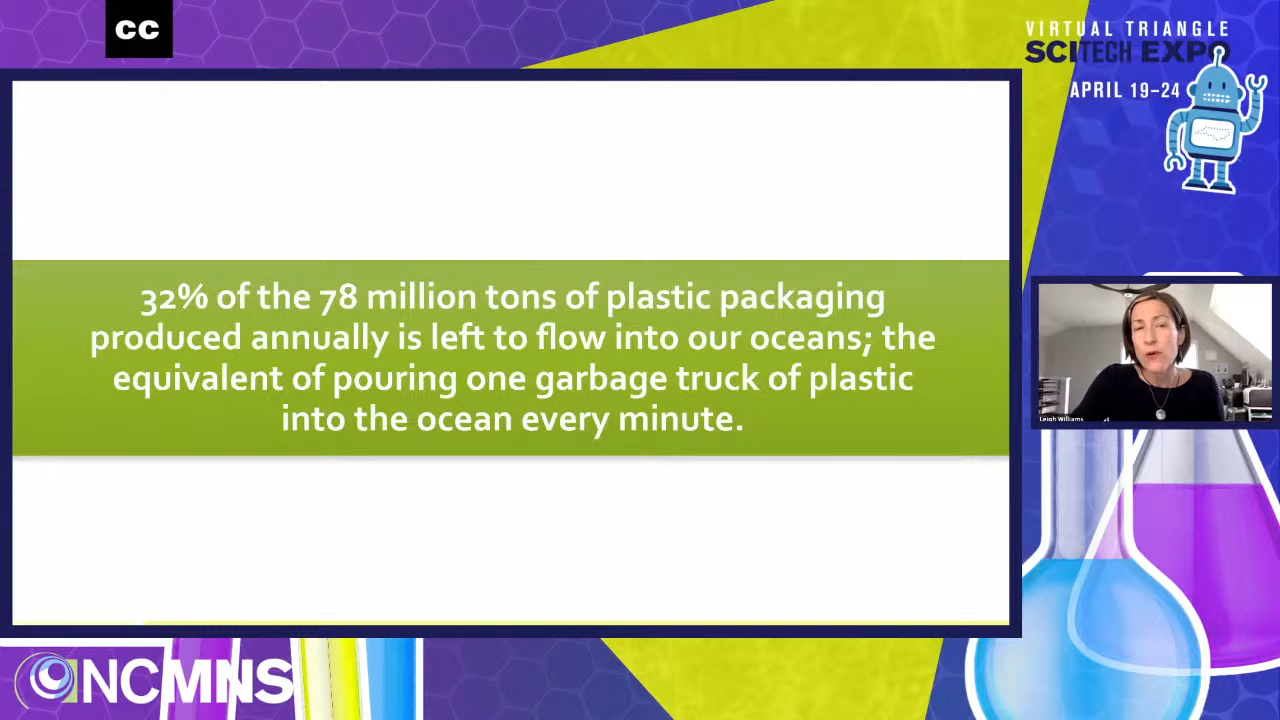 CC
VIRTUAL TRIANGLE
SCITECH EXPO
APRIL 19–24
32% of the 78 million tons of plastic packaging
produced annually is left to flow into our oceans; the
equivalent of pouring one garbage truck of plastic
into the ocean every minute.
Leigh Williams
NCMNS